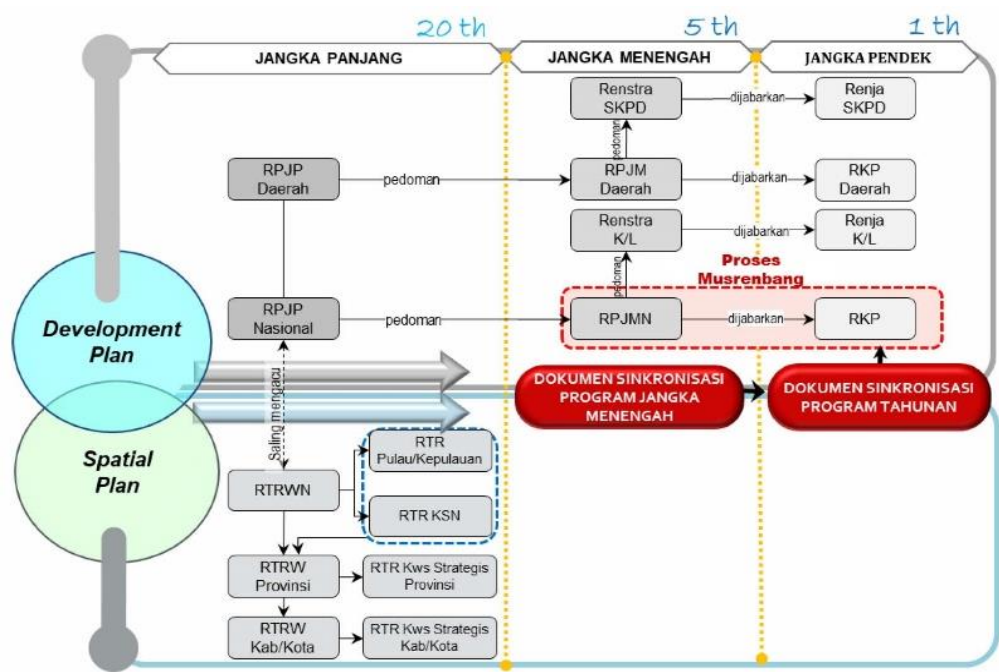 20 th
5 th
1 th
JANGKA PANJANG
JANGKA MENENGAH
JANGKA PENDEK
Renstra
SKPD
dijabarkan
Renja
SKPD
pedoman
RPJP
Daerah
pedoman
RPJM
Daerah
dijabarkan
RKP
Daerah
Renstra
K/L
dijabarkan
Renja
K/L
pedoman
Proses
Musrenbang
Development
Plan
RPJP
Nasional
pedoman
RPJMN
dijabarkan
RKP
Saling mengacu
DOKUMEN SINKRONISASI
PROGRAM JANGKA
MENENGAH
DOKUMEN SINKRONISASI
PROGRAM TAHUNAN
Spatial
Plan
RTR
Pulau/Kepulauan
RTRWN
RTR KSN
RTRW
Provinsi
RTR Kws Strategis
Provinsi
RTRW
Kab/Kota
RTR Kws Strategis
Kab/Kota